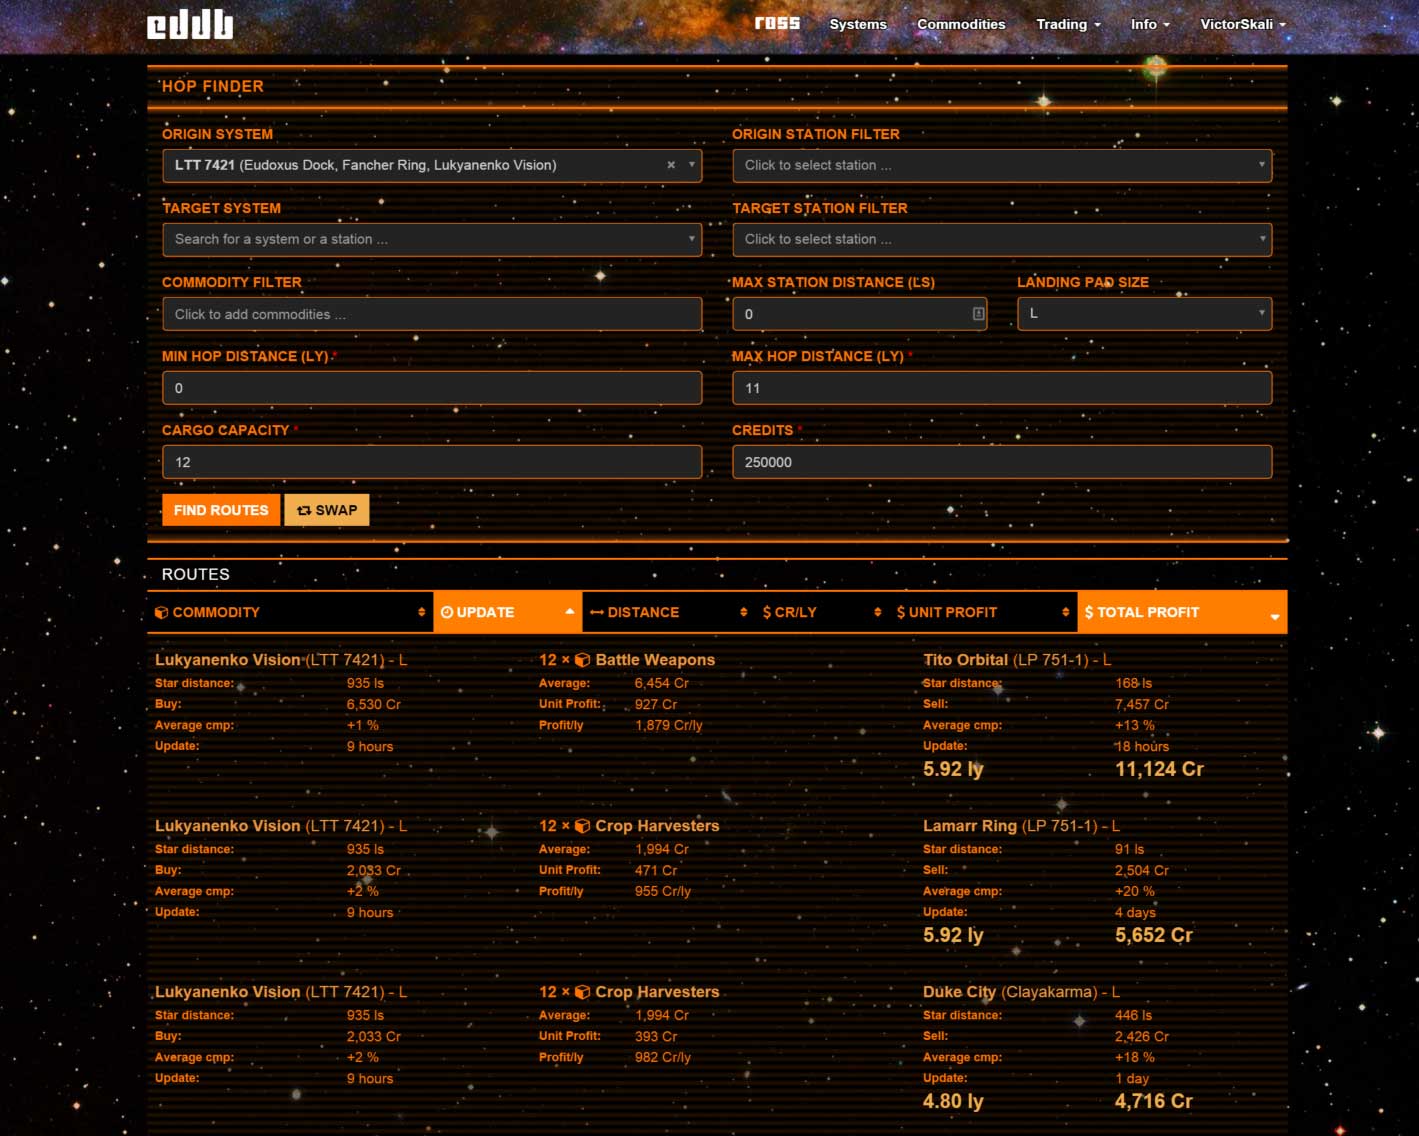 eddb
ross Systems Commodities Trading Info VictorSkali
HOP FINDER
ORIGIN SYSTEM ORIGIN STATION FILTER
LTT 7421 (Eudoxus Dock, Fancher Ring, Lukyanenko Vision) × Click to select station ...
TARGET SYSTEM TARGET STATION FILTER
Search for a system or a station ... Click to select station ...
COMMODITY FILTER MAX STATION DISTANCE (LS) LANDING PAD SIZE
Click to add commodities ... 0 L
MIN HOP DISTANCE (LY) * MAX HOP DISTANCE (LY) *
0 11
CARGO CAPACITY * CREDITS *
12 250000
FIND ROUTES SWAP
ROUTES
COMMODITY UPDATE DISTANCE $ CR/LY $ UNIT PROFIT $ TOTAL PROFIT
Lukyanenko Vision (LTT 7421) - L 12 × Battle Weapons Tito Orbital (LP 751-1) - L
Star distance: 935 ls Average: 6,454 Cr Star distance: 168 ls
Buy: 6,530 Cr Unit Profit: 927 Cr Sell: 7,457 Cr
Average cmp: +1 % Profit/ly 1,879 Cr/ly Average cmp: +13 %
Update: 9 hours Update: 18 hours
5.92 ly 11,124 Cr
Lukyanenko Vision (LTT 7421) - L 12 × Crop Harvesters Lamarr Ring (LP 751-1) - L
Star distance: 935 ls Average: 1,994 Cr Star distance: 91 ls
Buy: 2,033 Cr Unit Profit: 471 Cr Sell: 2,504 Cr
Average cmp: +2 % Profit/ly 955 Cr/ly Average cmp: +20 %
Update: 9 hours Update: 4 days
5.92 ly 5,652 Cr
Lukyanenko Vision (LTT 7421) - L 12 × Crop Harvesters Duke City (Clayakarma) - L
Star distance: 935 ls Average: 1,994 Cr Star distance: 446 ls
Buy: 2,033 Cr Unit Profit: 393 Cr Sell: 2,426 Cr
Average cmp: +2 % Profit/ly 982 Cr/ly Average cmp: +18 %
Update: 9 hours Update: 1 day
4.80 ly 4,716 Cr